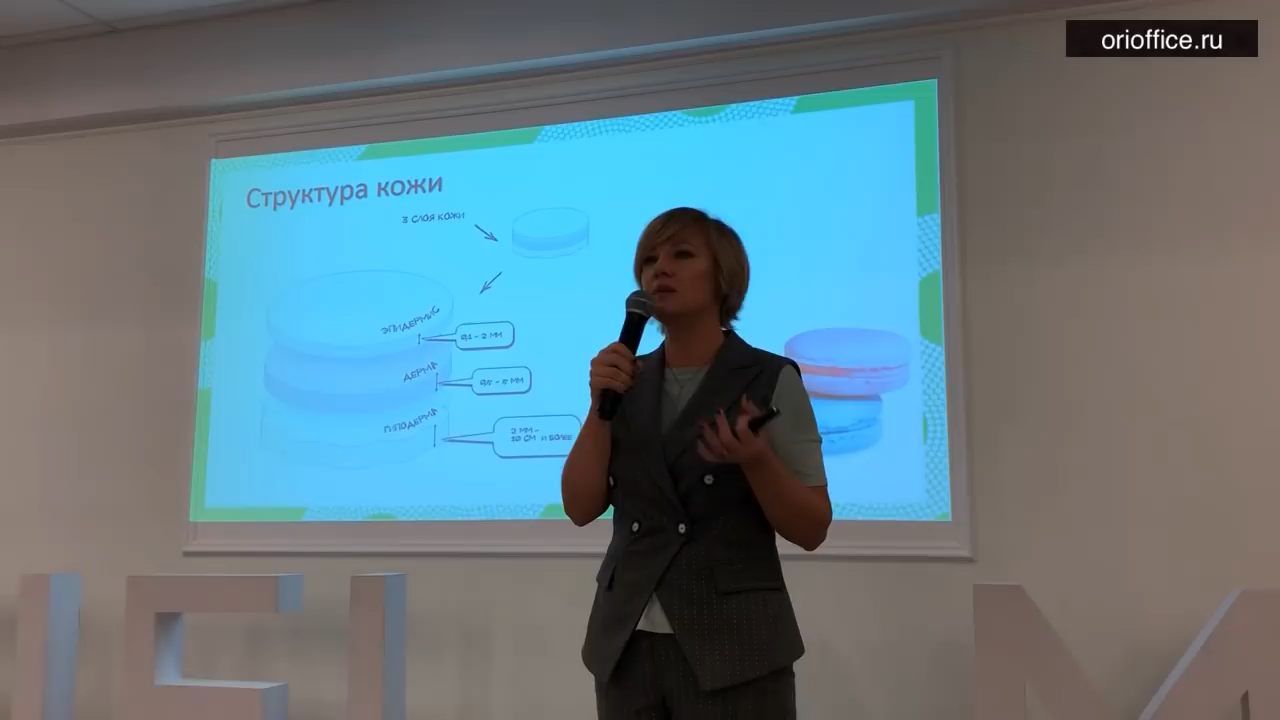 orioffice.ru
Структура кожи
3 слоя кожи
ЭПИДЕРМИС
0,1 - 2 ММ
ДЕРМА
0,5 - 5 ММ
ГИПОДЕРМА
2 ММ -
10 СМ И БОЛЕЕ